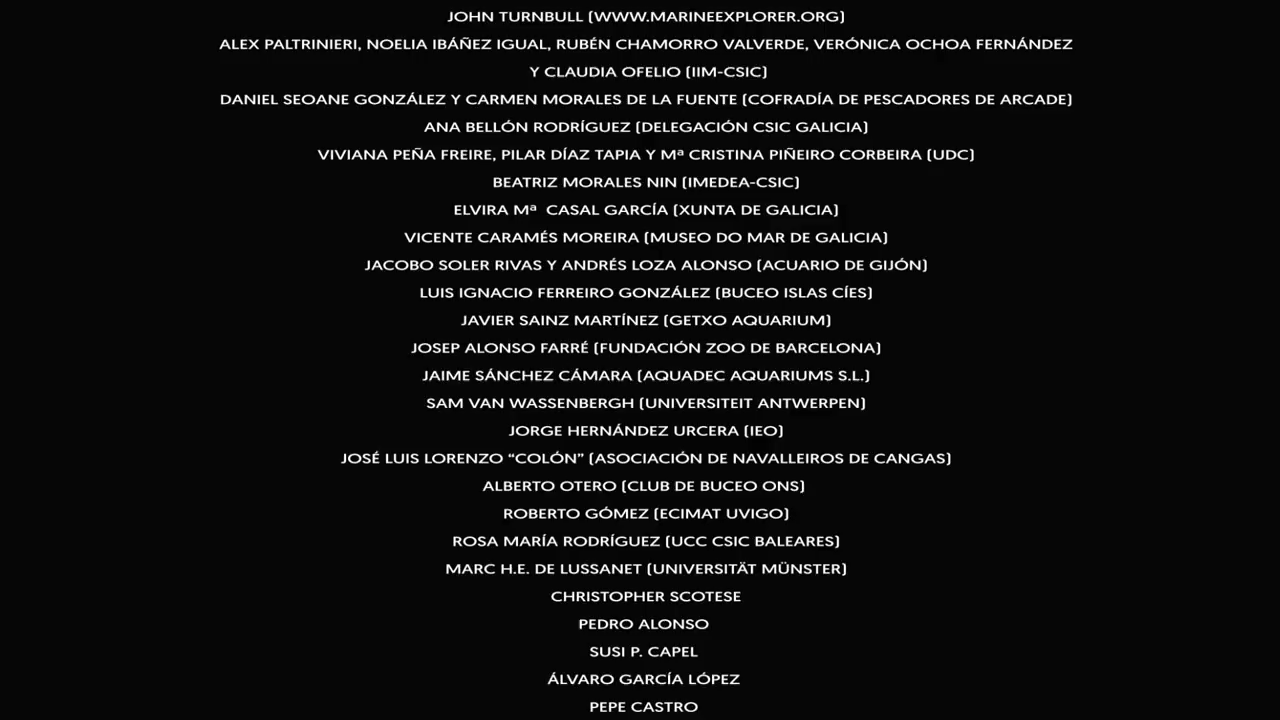 JOHN TURNBULL (WWW.MARINEEXPLORER.ORG)
ALEX PALTRINIERI, NOELIA IBÁÑEZ IGUAL, RUBÉN CHAMORRO VALVERDE, VERÓNICA OCHOA FERNÁNDEZ
Y CLAUDIA OFELIO (IIM-CSIC)
DANIEL SEOANE GONZÁLEZ Y CARMEN MORALES DE LA FUENTE (COFRADÍA DE PESCADORES DE ARCADE)
ANA BELLÓN RODRÍGUEZ (DELEGACIÓN CSIC GALICIA)
VIVIANA PEÑA FREIRE, PILAR DÍAZ TAPIA Y Mª CRISTINA PIÑEIRO CORBEIRA (UDC)
BEATRIZ MORALES NIN (IMEDEA-CSIC)
ELVIRA Mª CASAL GARCÍA (XUNTA DE GALICIA)
VICENTE CARAMÉS MOREIRA (MUSEO DO MAR DE GALICIA)
JACOBO SOLER RIVAS Y ANDRÉS LOZA ALONSO (ACUARIO DE GIJÓN)
LUIS IGNACIO FERREIRO GONZÁLEZ (BUCEO ISLAS CÍES)
JAVIER SAINZ MARTÍNEZ (GETXO AQUARIUM)
JOSEP ALONSO FARRÉ (FUNDACIÓN ZOO DE BARCELONA)
JAIME SÁNCHEZ CÁMARA (AQUADEC AQUARIUMS S.L.)
SAM VAN WASSENBERGH (UNIVERSITEIT ANTWERPEN)
JORGE HERNÁNDEZ URCERA (IEO)
JOSÉ LUIS LORENZO “COLÓN” (ASOCIACIÓN DE NAVALLEIROS DE CANGAS)
ALBERTO OTERO (CLUB DE BUCEO ONS)
ROBERTO GÓMEZ (ECIMAT UVIGO)
ROSA MARÍA RODRÍGUEZ (UCC CSIC BALEARES)
MARC H.E. DE LUSSANET (UNIVERSITÄT MÜNSTER)
CHRISTOPHER SCOTESE
PEDRO ALONSO
SUSI P. CAPEL
ÁLVARO GARCÍA LÓPEZ
PEPE CASTRO